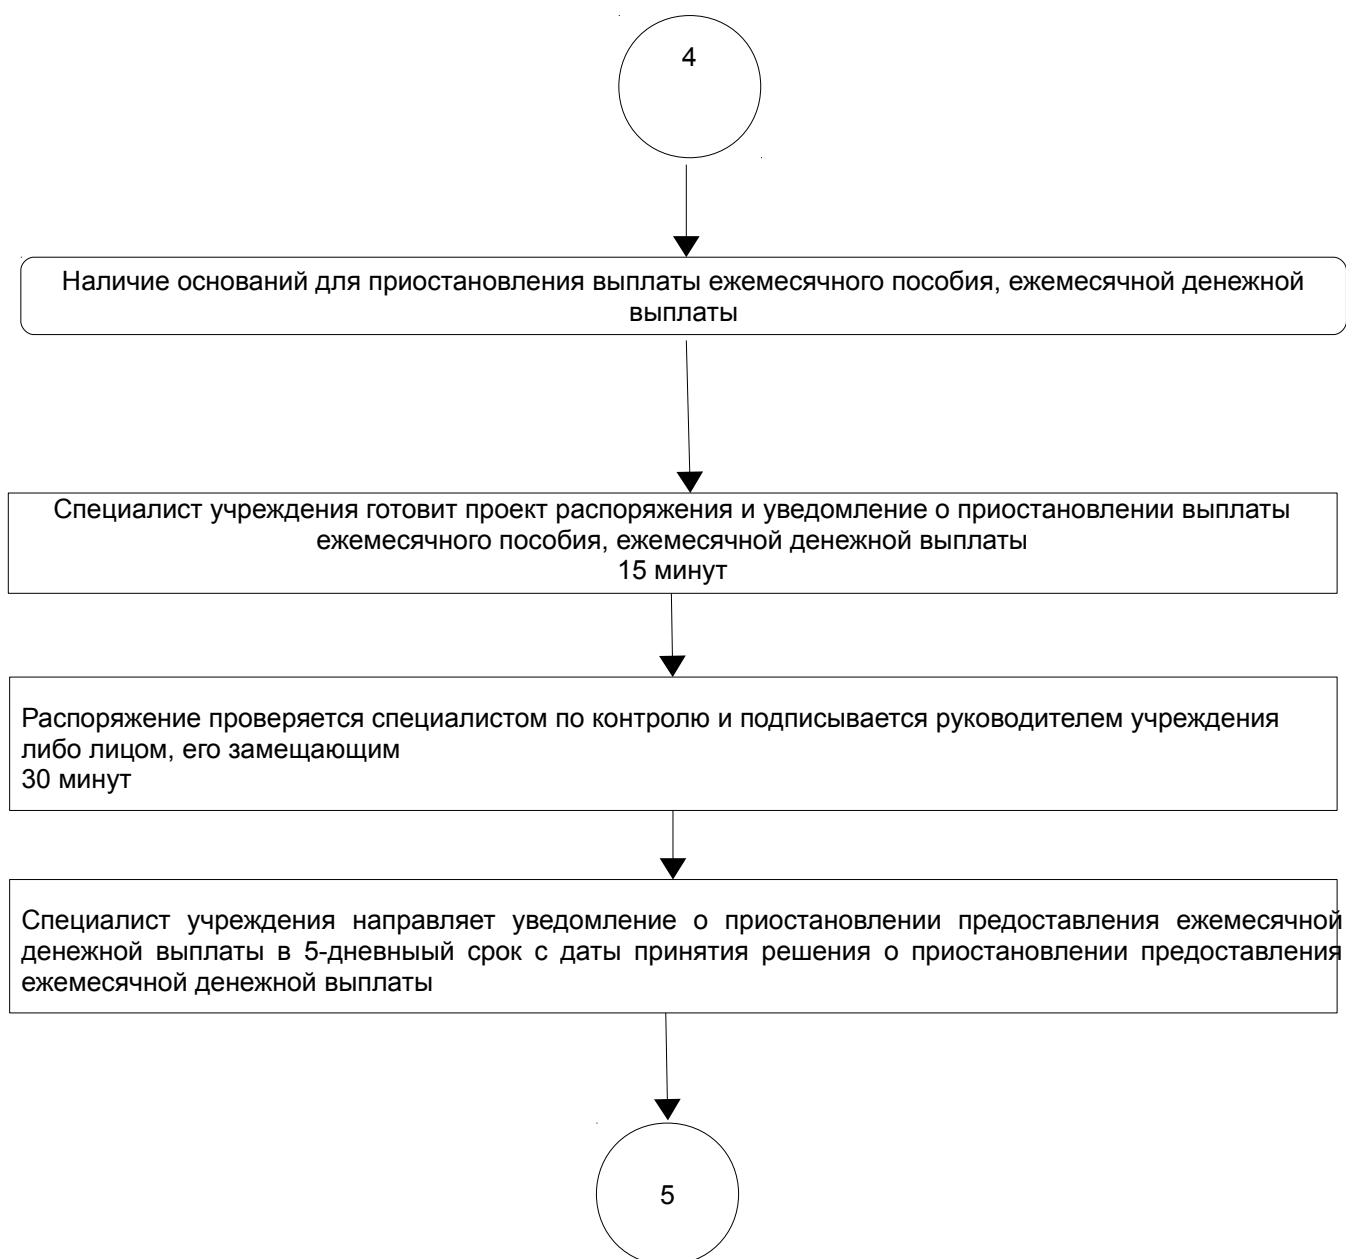 4
Наличие оснований для приостановления выплаты ежемесячного пособия, ежемесячной денежной
выплаты
Специалист учреждения готовит проект распоряжения и уведомление о приостановлении выплаты
ежемесячного пособия, ежемесячной денежной выплаты
15 минут
Распоряжение проверяется специалистом по контролю и подписывается руководителем учреждения
либо лицом, его замещающим
30 минут
Специалист учреждения направляет уведомление о приостановлении предоставления ежемесячной
денежной выплаты в 5-дневныый срок с даты принятия решения о приостановлении предоставления
ежемесячной денежной выплаты
5